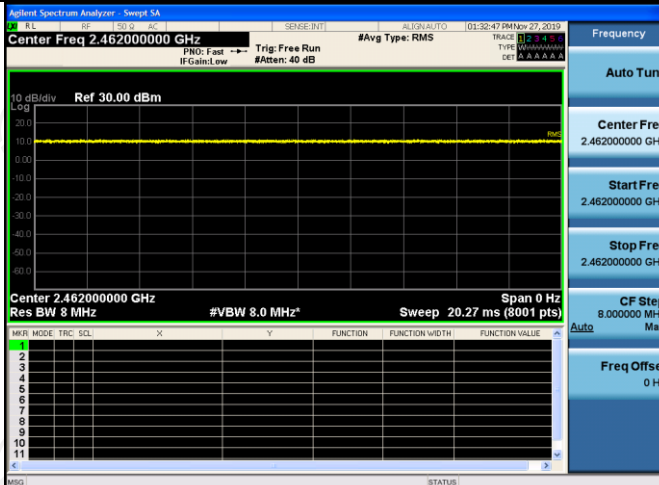 Agilent Spectrum Analyzer - Swept SA
RL RF 50 Ω AC SENSE:INT ALIGN AUTO 01:32:47 PM Nov 27, 2019
Center Freq 2.462000000 GHz
PNO: Fast
IFGain:Low
Trig: Free Run
#Atten: 40 dB
#Avg Type: RMS
TRACE 1 2 3 4 5 6
TYPE W
DET A A A A A A
10 dB/div
Log
Ref 30.00 dBm
20.0
10.0
0.00
-10.0
-20.0
-30.0
-40.0
-50.0
-60.0
RMS
Center 2.462000000 GHz Span 0 Hz
Res BW 8 MHz #VBW 8.0 MHz* Sweep 20.27 ms (8001 pts)
MKR MODE TRC SCL X Y FUNCTION FUNCTION WIDTH FUNCTION VALUE
1
2
3
4
5
6
7
8
9
10
11
MSG STATUS
Frequency
Auto Tun
Center Fre
2.462000000 GH
Start Fre
2.462000000 GH
Stop Fre
2.462000000 GH
CF Ste
8.000000 MH
Auto Ma
Freq Offse
0 H